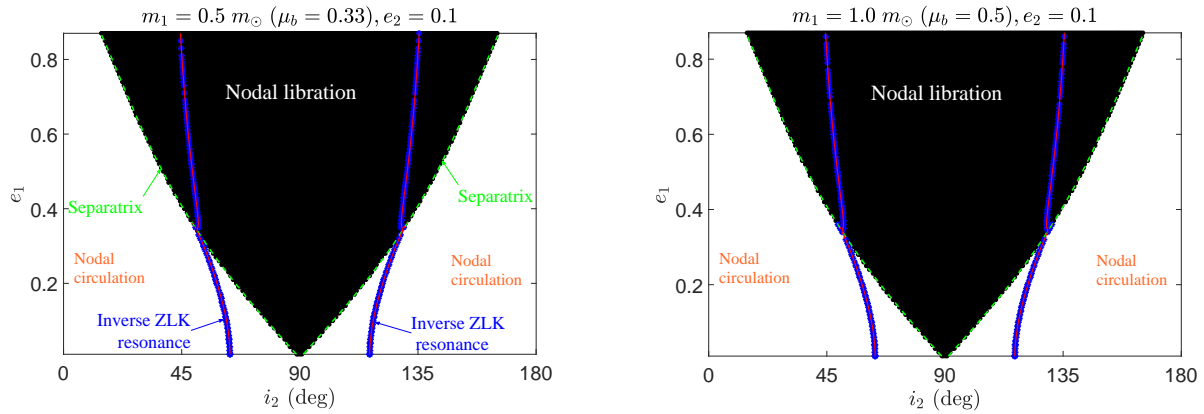 m₁ = 0.5 m⊙ (μ_b = 0.33), e₂ = 0.1
0.8
0.6
0.4
0.2
e₁
Nodal libration
Separatrix
Separatrix
Nodal
circulation
Nodal
circulation
Inverse ZLK
resonance
Inverse ZLK
resonance
0
45
90
135
180
i₂ (deg)
m₁ = 1.0 m⊙ (μ_b = 0.5), e₂ = 0.1
0.8
0.6
0.4
0.2
e₁
Nodal libration
Nodal
circulation
Nodal
circulation
0
45
90
135
180
i₂ (deg)